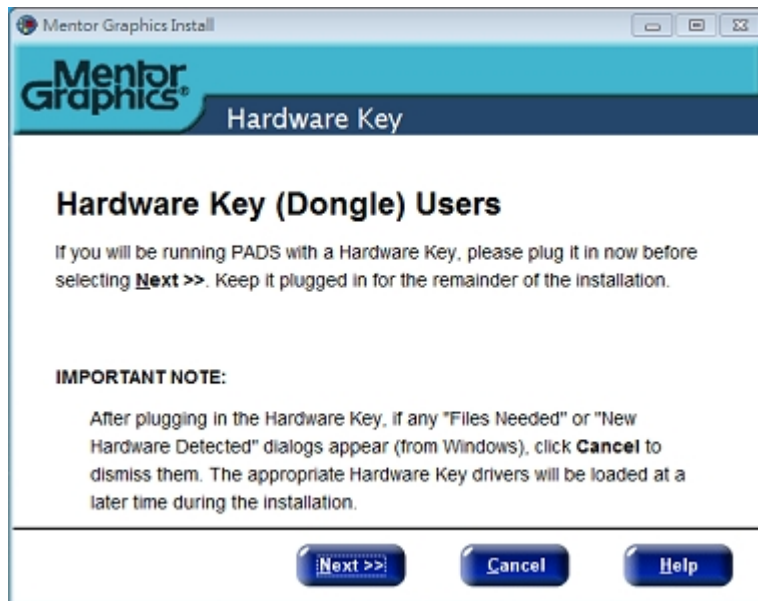 Mentor Graphics Install
Mentor
Graphics®
Hardware Key
Hardware Key (Dongle) Users
If you will be running PADS with a Hardware Key, please plug it in now before
selecting Next >>. Keep it plugged in for the remainder of the installation.
IMPORTANT NOTE:
After plugging in the Hardware Key, if any "Files Needed" or "New
Hardware Detected" dialogs appear (from Windows), click Cancel to
dismiss them. The appropriate Hardware Key drivers will be loaded at a
later time during the installation.
Next >> Cancel Help